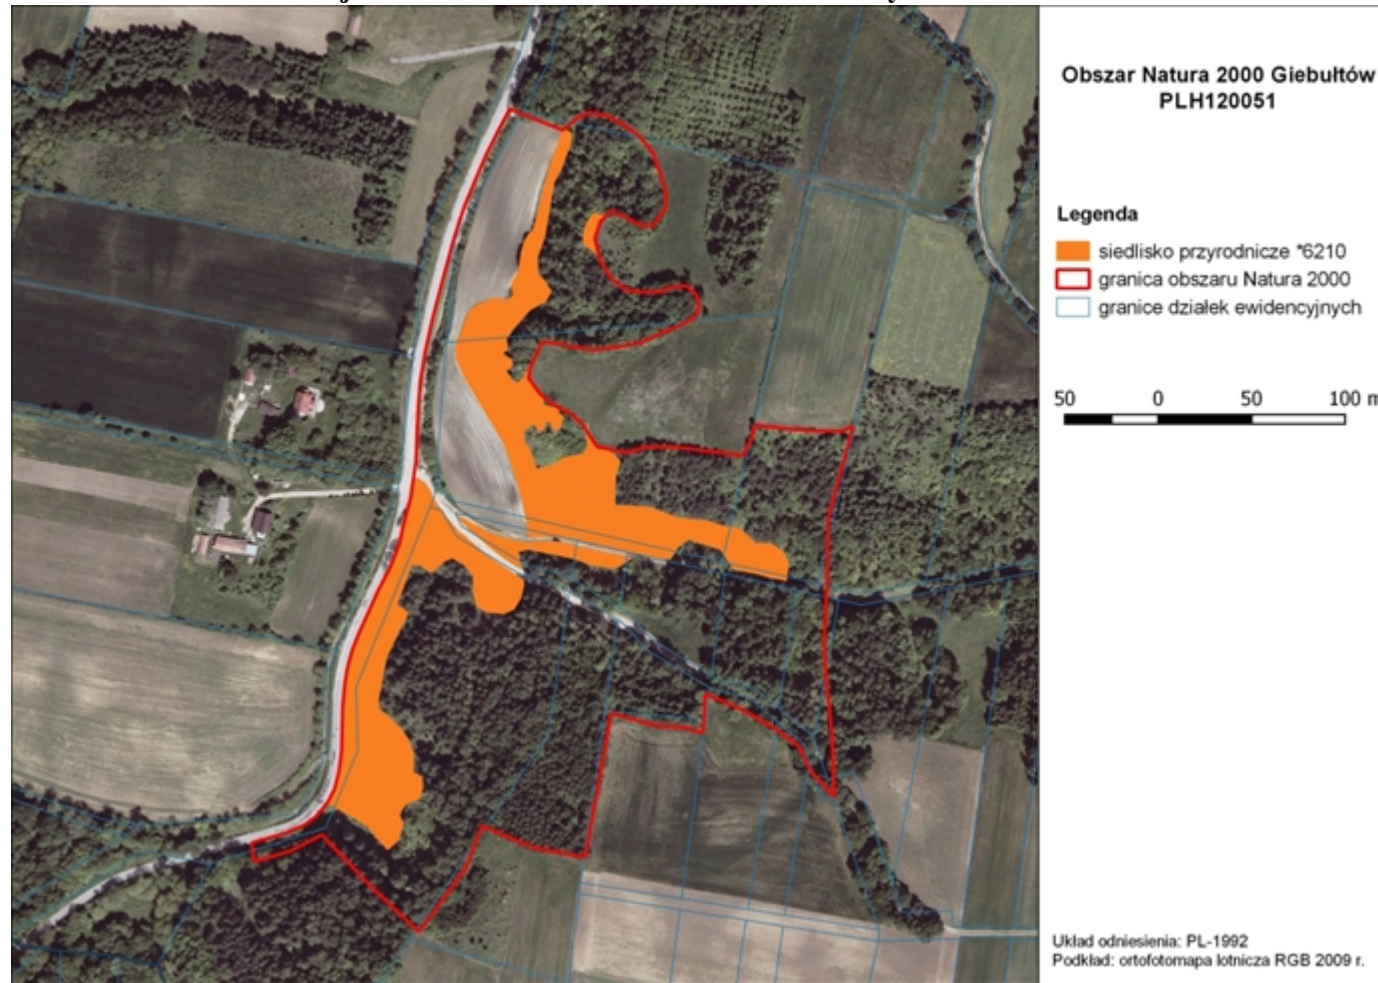 Obszar Natura 2000 Giebułtów
PLH120051
Legenda
siedlisko przyrodnicze *6210
granica obszaru Natura 2000
granice działek ewidencyjnych
50 0 50 100 m
Układ odniesienia: PL-1992
Podkład: ortofotomapa lotnicza RGB 2009 r.